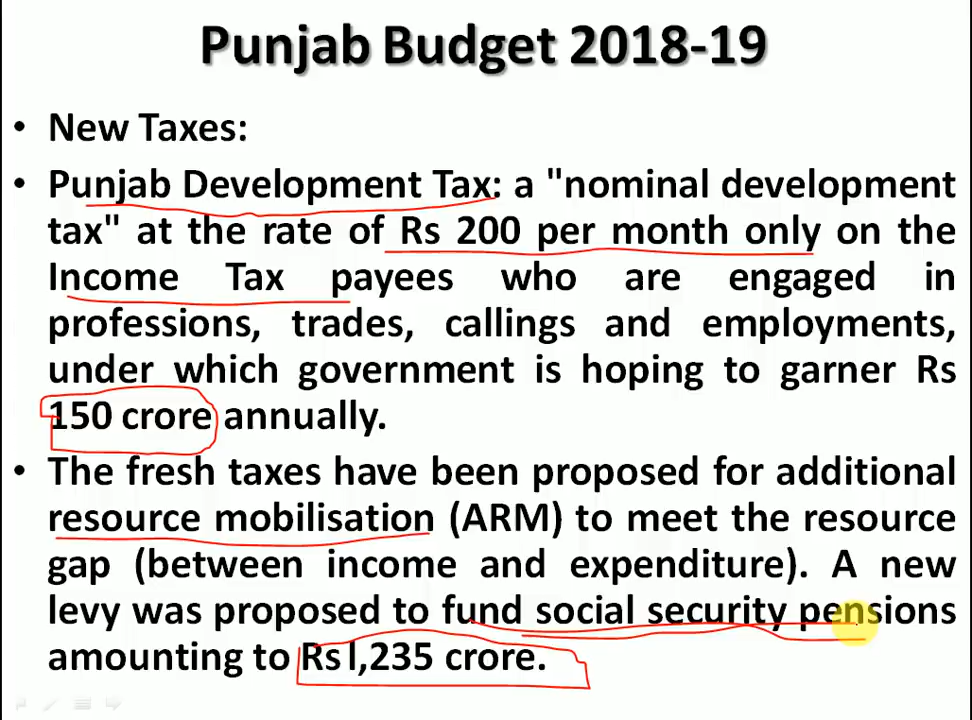 Punjab Budget 2018-19
• New Taxes:
• Punjab Development Tax: a "nominal development
tax" at the rate of Rs 200 per month only on the
Income Tax payees who are engaged in
professions, trades, callings and employments,
under which government is hoping to garner Rs
150 crore annually.
• The fresh taxes have been proposed for additional
resource mobilisation (ARM) to meet the resource
gap (between income and expenditure). A new
levy was proposed to fund social security pensions
amounting to Rs1,235 crore.